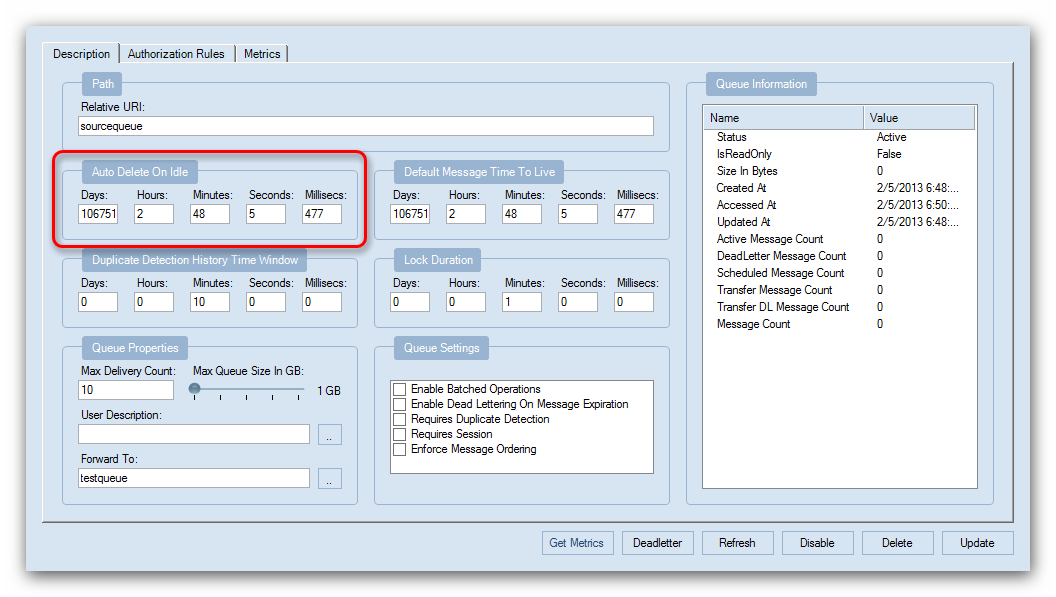 Description Authorization Rules Metrics
Path
Relative URI:
sourcequeue
Auto Delete On Idle
Days: Hours: Minutes: Seconds: Millisecs:
106751 2 48 5 477
Default Message Time To Live
Days: Hours: Minutes: Seconds: Millisecs:
106751 2 48 5 477
Duplicate Detection History Time Window
Days: Hours: Minutes: Seconds: Millisecs:
0 0 10 0 0
Lock Duration
Days: Hours: Minutes: Seconds: Millisecs:
0 0 1 0 0
Queue Properties
Max Delivery Count: Max Queue Size In GB:
10 1 GB
User Description:
..
Forward To:
testqueue ..
Queue Settings
Enable Batched Operations
Enable Dead Lettering On Message Expiration
Requires Duplicate Detection
Requires Session
Enforce Message Ordering
Queue Information
Name Value
Status Active
IsReadOnly False
Size In Bytes 0
Created At 2/5/2013 6:48:...
Accessed At 2/5/2013 6:50:...
Updated At 2/5/2013 6:48:...
Active Message Count 0
DeadLetter Message Count 0
Scheduled Message Count 0
Transfer Message Count 0
Transfer DL Message Count 0
Message Count 0
Get Metrics Deadletter Refresh Disable Delete Update